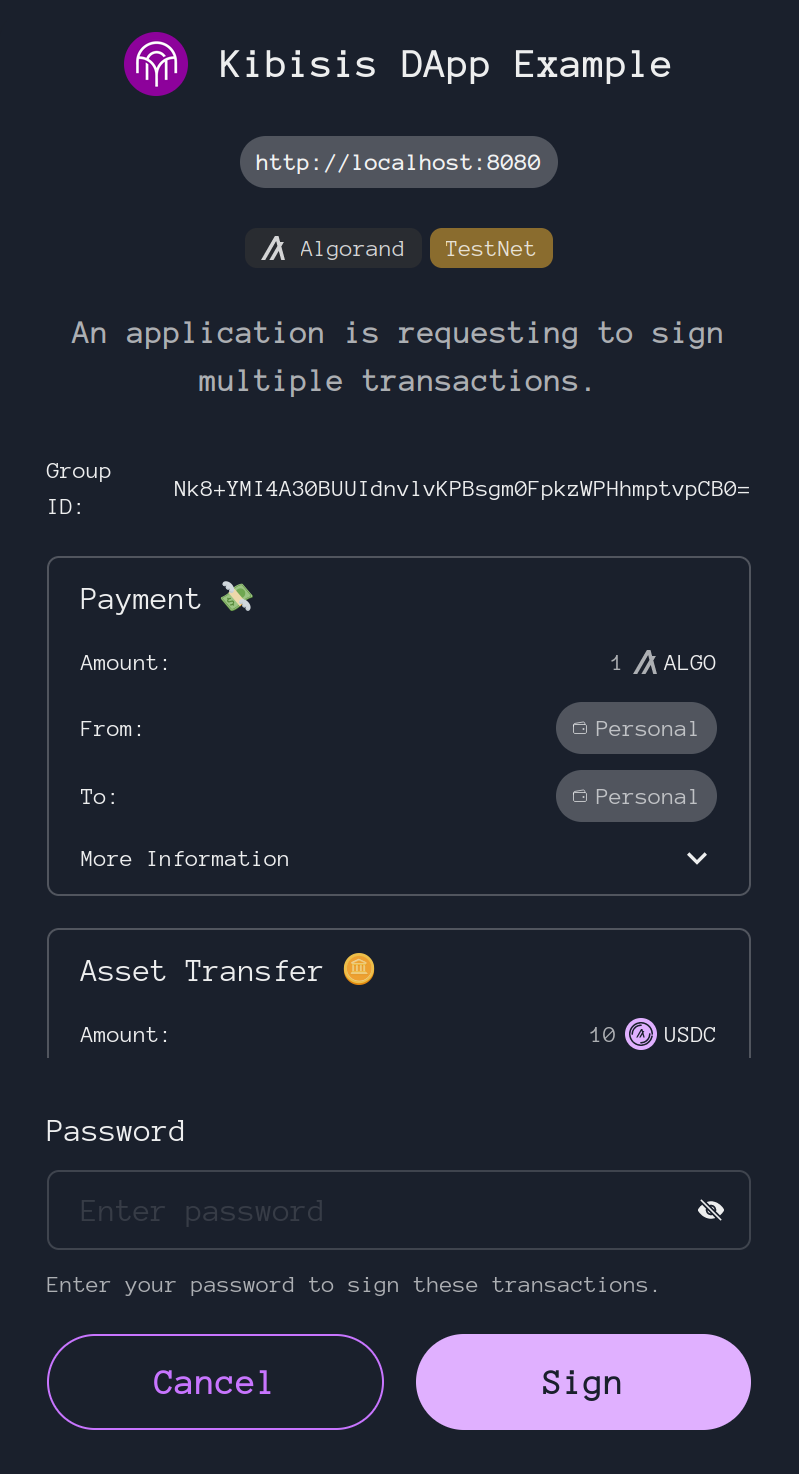 Kibisis DApp Example
http://localhost:8080
Algorand TestNet
An application is requesting to sign
multiple transactions.
Group
ID:
Nk8+YMI4A30BUUIdnvlvKPBsgm0FpkzWPHhmptvpCB0=
Payment
Amount: 1 ALGO
From: Personal
To: Personal
More Information
Asset Transfer
Amount: 10 USDC
Password
Enter password
Enter your password to sign these transactions.
Cancel Sign